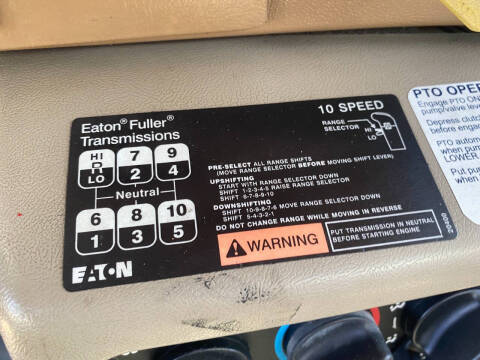 Eaton® Fuller®
Transmissions
10 SPEED
RANGE
SELECTOR
HI
LO
HI
R
LO
7
2
9
4
Neutral
6
1
8
3
10
5
PRE-SELECT ALL RANGE SHIFTS
(MOVE RANGE SELECTOR BEFORE MOVING SHIFT LEVER)
UPSHIFTING
START WITH RANGE SELECTOR DOWN
SHIFT 1-2-3-4-5 RAISE RANGE SELECTOR
SHIFT 6-7-8-9-10
DOWNSHIFTING
SHIFT 10-9-8-7-6 MOVE RANGE SELECTOR DOWN
SHIFT 5-4-3-2-1
DO NOT CHANGE RANGE WHILE MOVING IN REVERSE
WARNING
PUT TRANSMISSION IN NEUTRAL
BEFORE STARTING ENGINE
EATON
PTO OPER
Engage PTO ON
pump/valve leve
Depress clutc
before engag
PTO autom
when pum
LOWER
Put pu
when